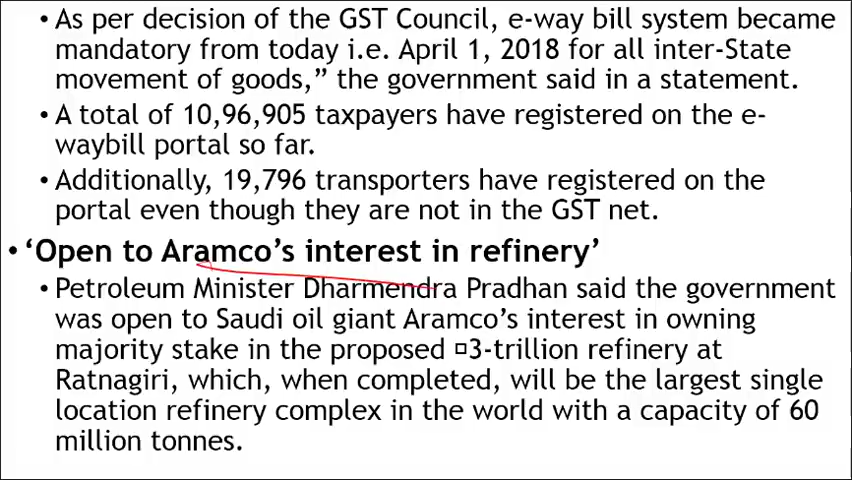 • As per decision of the GST Council, e-way bill system became
mandatory from today i.e. April 1, 2018 for all inter-State
movement of goods,” the government said in a statement.
• A total of 10,96,905 taxpayers have registered on the e-
waybill portal so far.
• Additionally, 19,796 transporters have registered on the
portal even though they are not in the GST net.
• ‘Open to Aramco’s interest in refinery’
• Petroleum Minister Dharmendra Pradhan said the government
was open to Saudi oil giant Aramco’s interest in owning
majority stake in the proposed □3-trillion refinery at
Ratnagiri, which, when completed, will be the largest single
location refinery complex in the world with a capacity of 60
million tonnes.